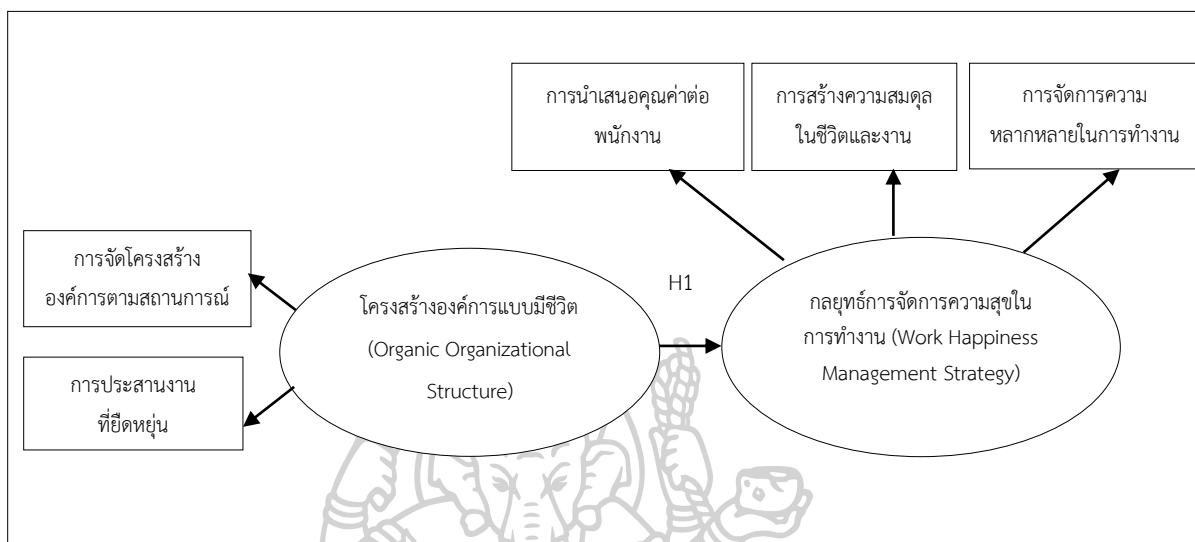 การนำเสนอคุณค่าต่อ
พนักงาน
การสร้างความสมดุล
ในชีวิตและงาน
การจัดการความ
หลากหลายในการทำงาน
การจัดโครงสร้าง
องค์การตามสถานการณ์
การประสานงาน
ที่ยืดหยุ่น
โครงสร้างองค์การแบบมีชีวิต
(Organic Organizational
Structure)
H1
กลยุทธ์การจัดการความสุขใน
การทำงาน (Work Happiness
Management Strategy)